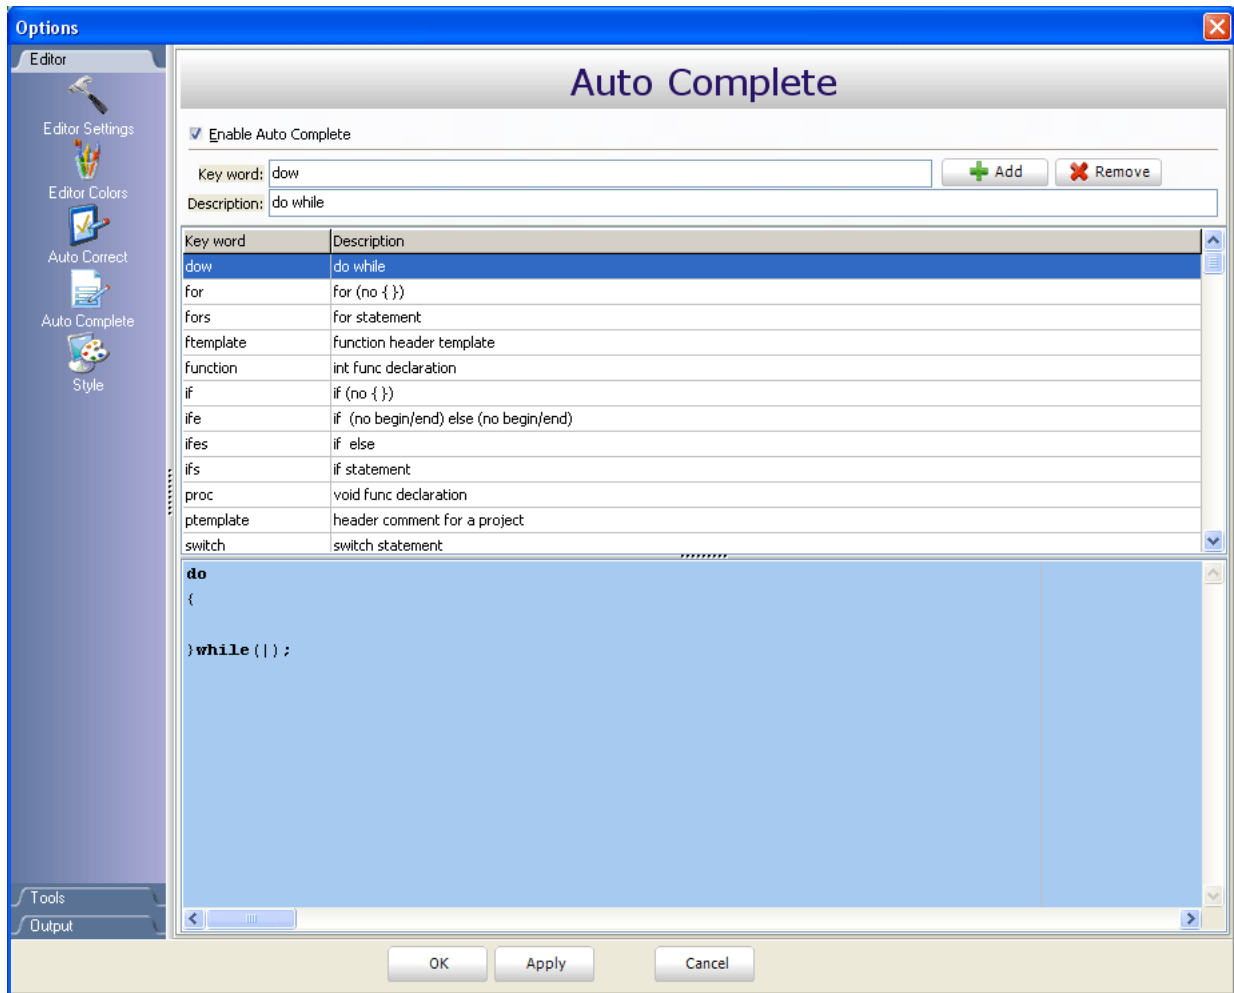 Options
Editor
Editor Settings
Editor Colors
Auto Correct
Auto Complete
Style
Tools
Output
Auto Complete
Enable Auto Complete
Key word: dow Add Remove
Description: do while
Key word Description
dow do while
for for (no { })
fors for statement
ftemplate function header template
function int func declaration
if if (no { })
ife if  (no begin/end) else (no begin/end)
ifes if  else
ifs if statement
proc void func declaration
ptemplate header comment for a project
switch switch statement
do
{
}while(|);
OK Apply Cancel